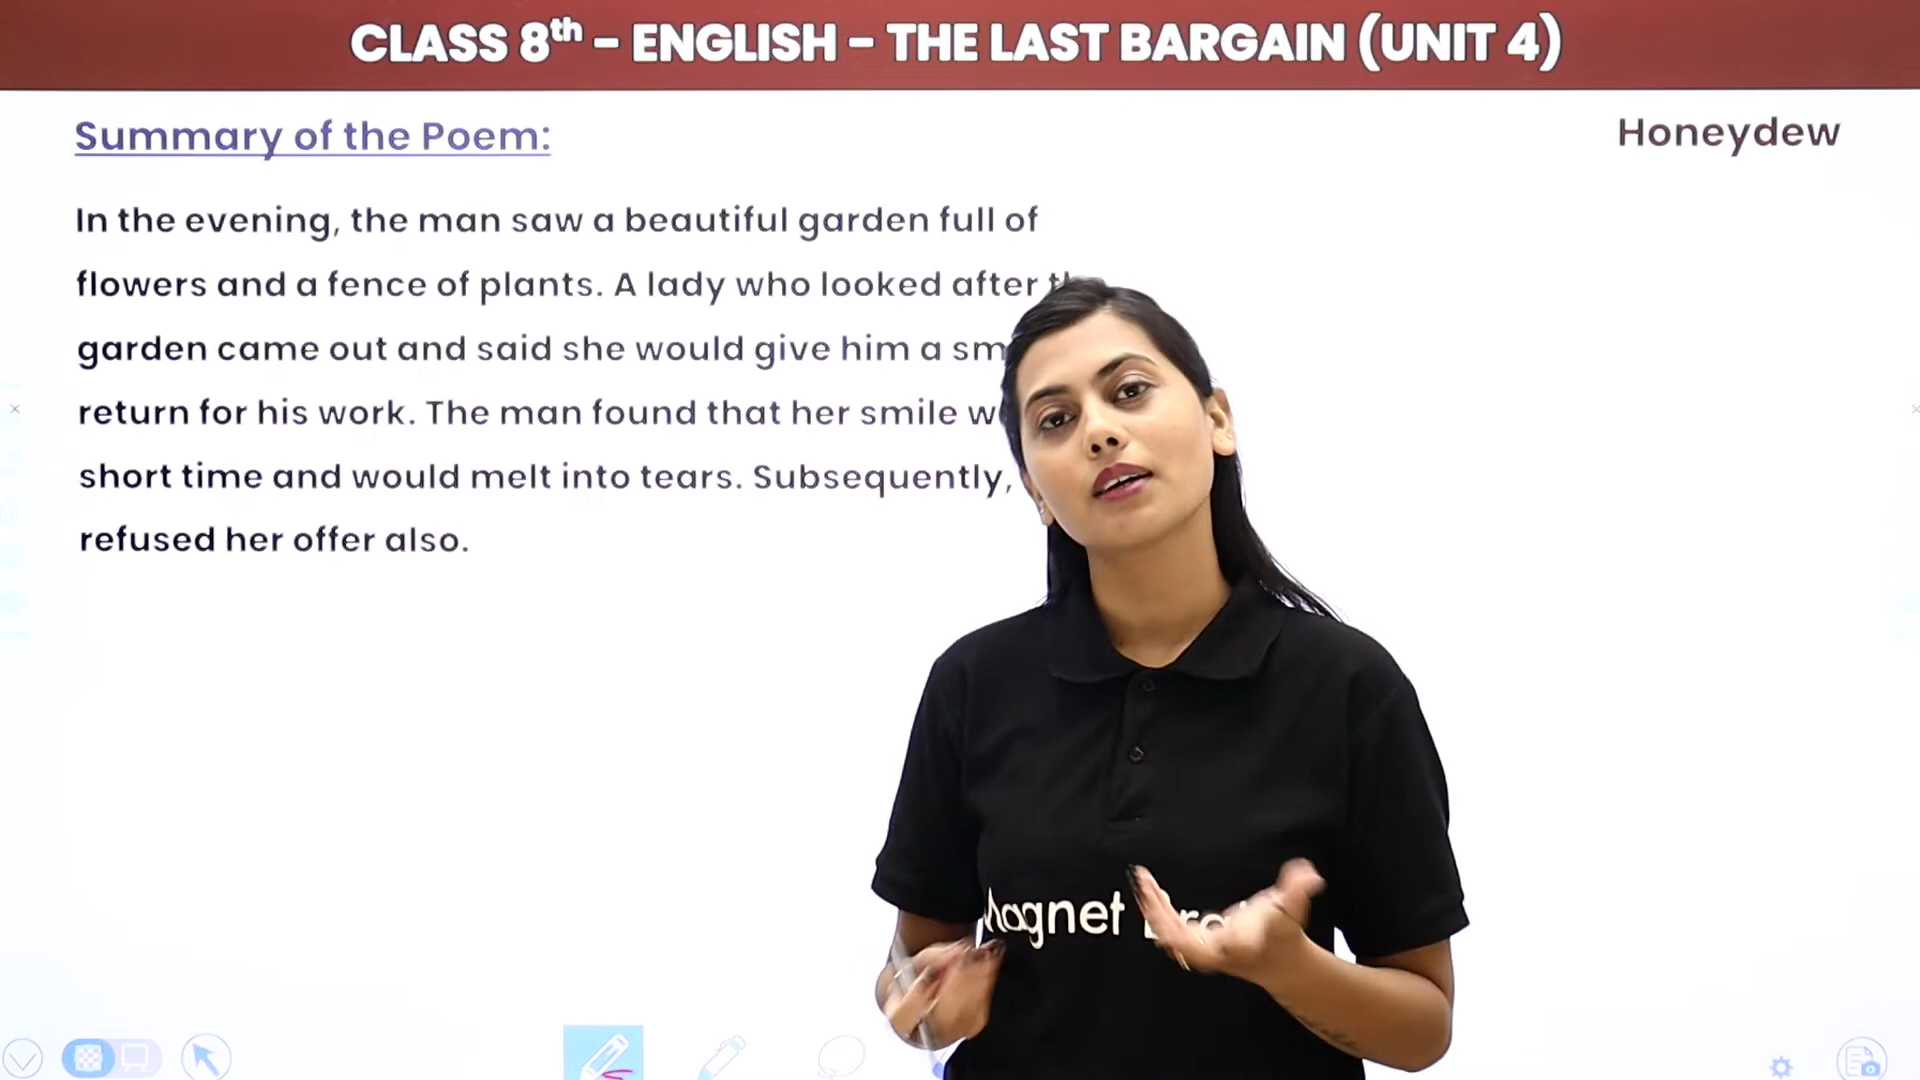 CLASS 8th - ENGLISH - THE LAST BARGAIN (UNIT 4)
Summary of the Poem:
Honeydew
In the evening, the man saw a beautiful garden full of
flowers and a fence of plants. A lady who looked after
garden came out and said she would give him a
return for his work. The man found that her smile
short time and would melt into tears. Subsequently,
refused her offer also.
Magnet